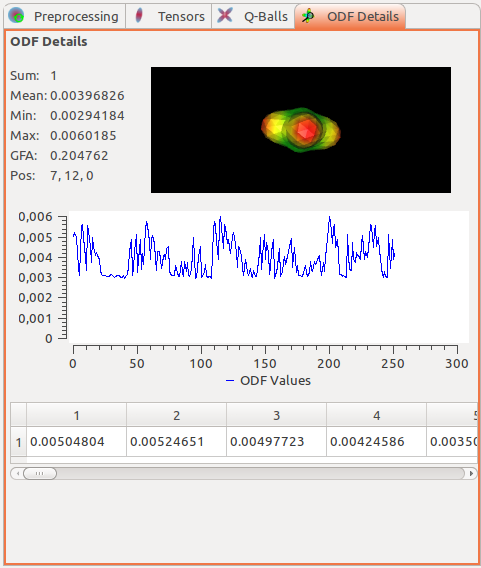 Preprocessing Tensors Q-Balls ODF Details
ODF Details
Sum: 1
Mean: 0.00396826
Min: 0.00294184
Max: 0.0060185
GFA: 0.204762
Pos: 7, 12, 0
0,006
0,005
0,004
0,003
0,002
0,001
0
0 50 100 150 200 250 300
ODF Values
1 2 3 4 5
1 0.00504804 0.00524651 0.00497723 0.00424586 0.00350